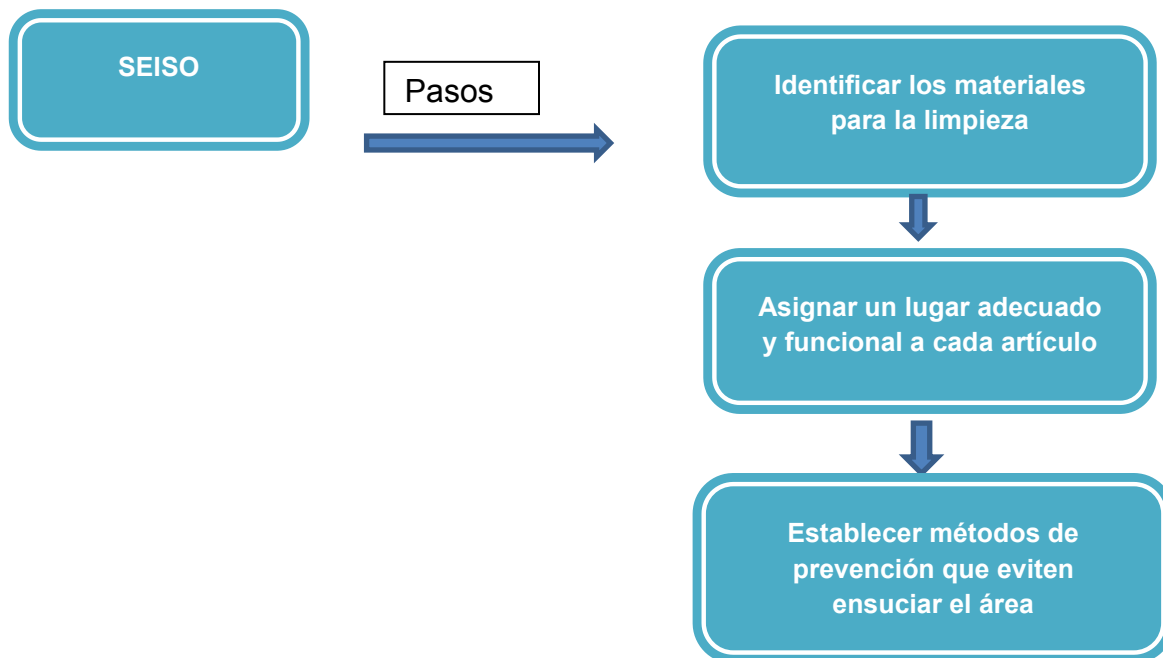 SEISO
Pasos
Identificar los materiales
para la limpieza
Asignar un lugar adecuado
y funcional a cada artículo
Establecer métodos de
prevención que eviten
ensuciar el área